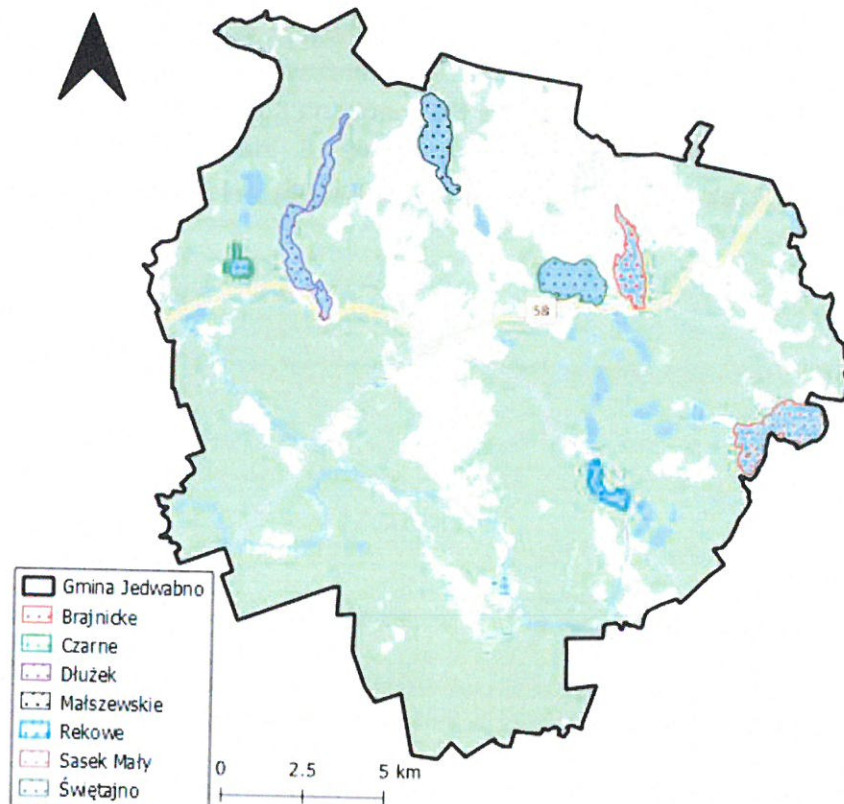 58
Gmina Jedwabno
Brajnicke
Czarne
Dłużek
Małszewskie
Rekowe
Sasek Mały
Świętajno
0 2.5 5 km